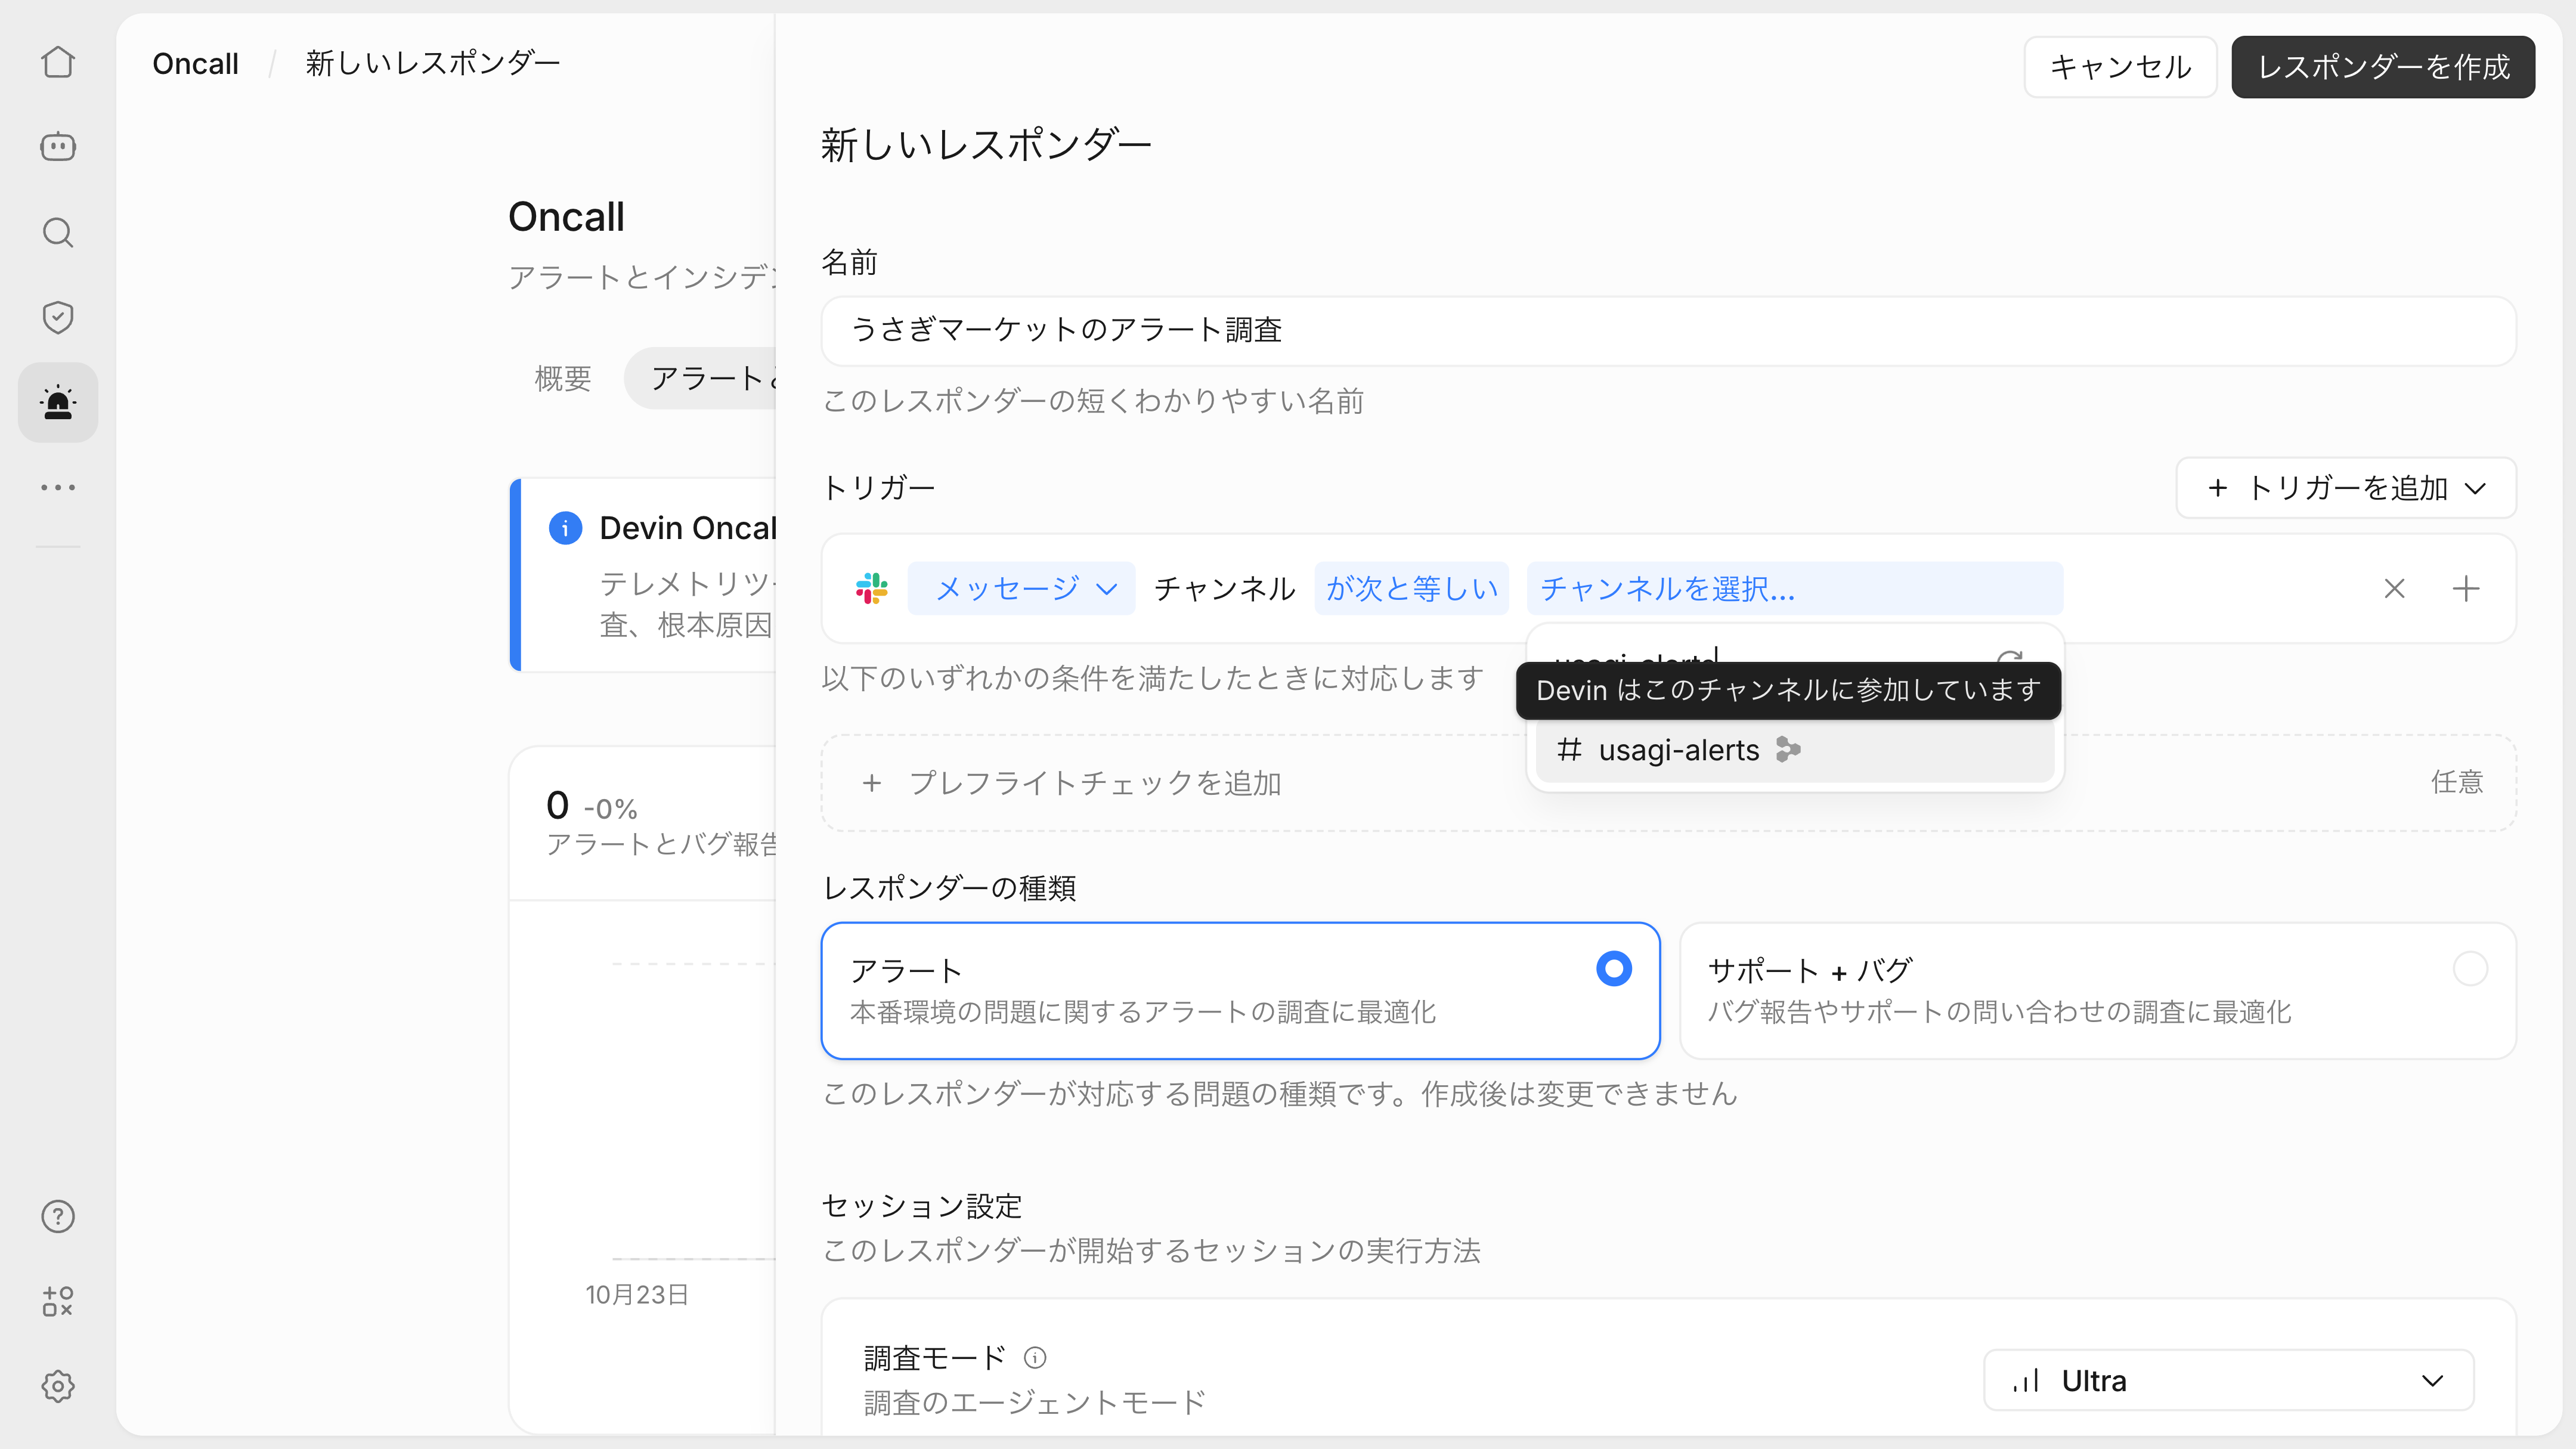 Oncall / 新しいレスポンダー
キャンセル
レスポンダーを作成
Oncall
アラートとインシデン
概要
アラートと
Devin Oncal
テレメトリツー
査、根本原因
0 -0%
アラートとバグ報告
10月23日
新しいレスポンダー
名前
うさぎマーケットのアラート調査
このレスポンダーの短くわかりやすい名前
トリガー
+ トリガーを追加
メッセージ チャンネル が次と等しい チャンネルを選択...
usagi-alerts
以下のいずれかの条件を満たしたときに対応します
Devin はこのチャンネルに参加しています
# usagi-alerts
+ プレフライトチェックを追加
任意
レスポンダーの種類
アラート
本番環境の問題に関するアラートの調査に最適化
サポート + バグ
バグ報告やサポートの問い合わせの調査に最適化
このレスポンダーが対応する問題の種類です。作成後は変更できません
セッション設定
このレスポンダーが開始するセッションの実行方法
調査モード
調査のエージェントモード
Ultra